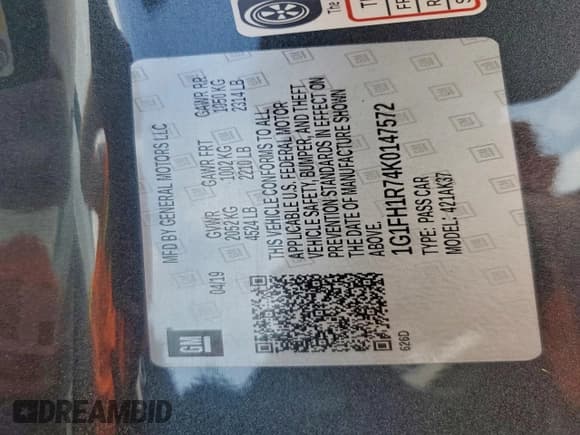 MFD BY GENERAL MOTORS LLC
04/19 GVWR GAWR FRT GAWR RR
2052 KG 1002 KG 1050 KG
4524 LB 2210 LB 2314 LB
THIS VEHICLE CONFORMS TO ALL
APPLICABLE U.S. FEDERAL MOTOR
VEHICLE SAFETY, BUMPER, AND THEFT
PREVENTION STANDARDS IN EFFECT ON
THE DATE OF MANUFACTURE SHOWN
ABOVE.
1G1FH1R74K0147572
TYPE: PASS CAR
MODEL: 421AK37
626D
GM
The
DREAMBID